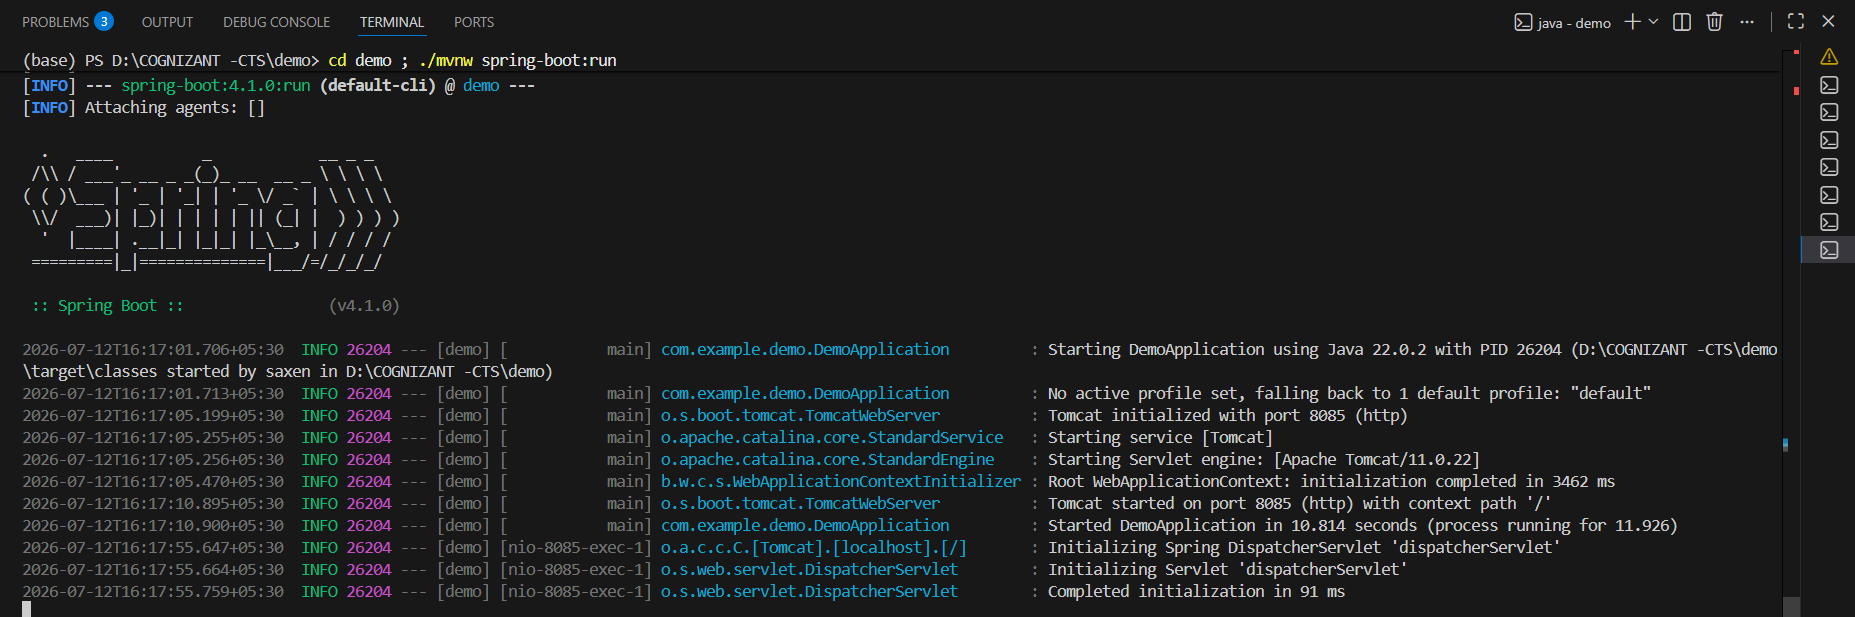 PROBLEMS 3 OUTPUT DEBUG CONSOLE TERMINAL PORTS java - demo
(base) PS D:\COGNIZANT -CTS\demo> cd demo ; ./mvnw spring-boot:run
[INFO] --- spring-boot:4.1.0:run (default-cli) @ demo ---
[INFO] Attaching agents: []
  .   ____          _            __ _ _
 /\\ / ___'_ __ _ _(_)_ __  __ _ \ \ \ \
( ( )\___ | '_ | '_| | '_ \/ _` | \ \ \ \
 \\/  ___)| |_)| | | | | || (_| |  ) ) ) )
  '  |____| .__|_| |_|_| |_\__, | / / / /
 =========|_|==============|___/=/_/_/_/
 :: Spring Boot ::                (v4.1.0)
2026-07-12T16:17:01.706+05:30  INFO 26204 --- [demo] [           main] com.example.demo.DemoApplication         : Starting DemoApplication using Java 22.0.2 with PID 26204 (D:\COGNIZANT -CTS\demo
\target\classes started by saxen in D:\COGNIZANT -CTS\demo)
2026-07-12T16:17:01.713+05:30  INFO 26204 --- [demo] [           main] com.example.demo.DemoApplication         : No active profile set, falling back to 1 default profile: "default"
2026-07-12T16:17:05.199+05:30  INFO 26204 --- [demo] [           main] o.s.boot.tomcat.TomcatWebServer          : Tomcat initialized with port 8085 (http)
2026-07-12T16:17:05.255+05:30  INFO 26204 --- [demo] [           main] o.apache.catalina.core.StandardService   : Starting service [Tomcat]
2026-07-12T16:17:05.256+05:30  INFO 26204 --- [demo] [           main] o.apache.catalina.core.StandardEngine    : Starting Servlet engine: [Apache Tomcat/11.0.22]
2026-07-12T16:17:05.470+05:30  INFO 26204 --- [demo] [           main] b.w.c.s.WebApplicationContextInitializer : Root WebApplicationContext: initialization completed in 3462 ms
2026-07-12T16:17:10.895+05:30  INFO 26204 --- [demo] [           main] o.s.boot.tomcat.TomcatWebServer          : Tomcat started on port 8085 (http) with context path '/'
2026-07-12T16:17:10.900+05:30  INFO 26204 --- [demo] [           main] com.example.demo.DemoApplication         : Started DemoApplication in 10.814 seconds (process running for 11.926)
2026-07-12T16:17:55.647+05:30  INFO 26204 --- [demo] [nio-8085-exec-1] o.a.c.c.C.[Tomcat].[localhost].[/]       : Initializing Spring DispatcherServlet 'dispatcherServlet'
2026-07-12T16:17:55.664+05:30  INFO 26204 --- [demo] [nio-8085-exec-1] o.s.web.servlet.DispatcherServlet        : Initializing Servlet 'dispatcherServlet'
2026-07-12T16:17:55.759+05:30  INFO 26204 --- [demo] [nio-8085-exec-1] o.s.web.servlet.DispatcherServlet        : Completed initialization in 91 ms